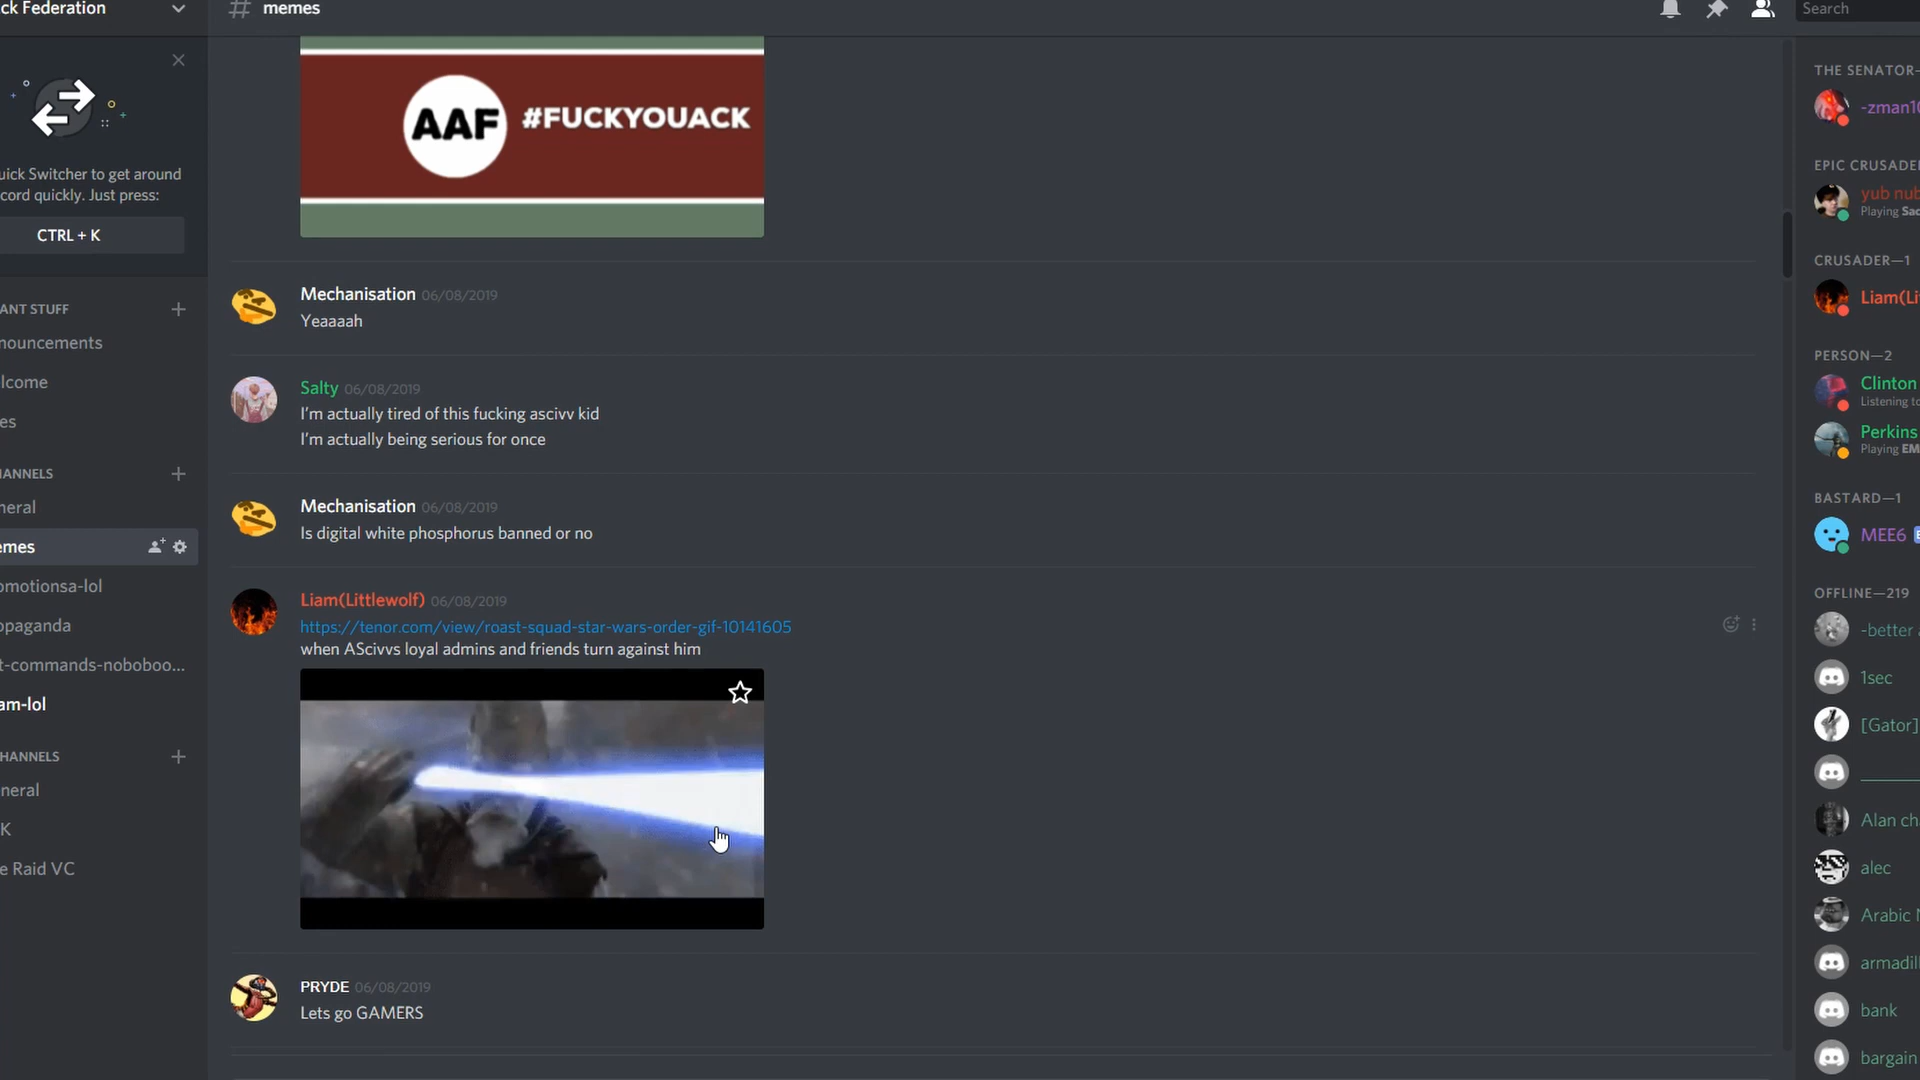 ck Federation
memes
Search
uick Switcher to get around
cord quickly. Just press:
CTRL + K
ANT STUFF
nouncements
lcome
es
HANNELS
neral
emes
omotionsa-lol
opaganda
t-commands-noboboo...
am-lol
HANNELS
neral
K
e Raid VC
AAF #FUCKYOUACK
Mechanisation 06/08/2019
Yeaaaah
Salty 06/08/2019
I'm actually tired of this fucking ascivv kid
I'm actually being serious for once
Mechanisation 06/08/2019
Is digital white phosphorus banned or no
Liam(Littlewolf) 06/08/2019
https://tenor.com/view/roast-squad-star-wars-order-gif-10141605
when AScivvs loyal admins and friends turn against him
PRYDE 06/08/2019
Lets go GAMERS
THE SENATOR—
-zman10
EPIC CRUSADE
yub nub
Playing Sac
CRUSADER—1
Liam(Li
PERSON—2
Clinton
Listening to
Perkins
Playing EM
BASTARD—1
MEE6
OFFLINE—219
-better
1sec
[Gator]
Alan ch
alec
Arabic
armadill
bank
bargain